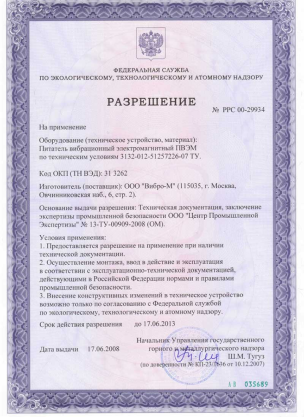 ФЕДЕРАЛЬНАЯ СЛУЖБА
ПО ЭКОЛОГИЧЕСКОМУ, ТЕХНОЛОГИЧЕСКОМУ И АТОМНОМУ НАДЗОРУ
РАЗРЕШЕНИЕ
№ РРС 00-29934
На применение
Оборудование (техническое устройство, материал):
Питатель вибрационный электромагнитный ПВЭМ
по техническим условиям 3132-012-51257226-07 ТУ.
Код ОКП (ТН ВЭД): 31 3262
Изготовитель (поставщик): ООО "Вибро-М" (115035, г. Москва,
Овчинниковская наб., 6, стр. 2).
Основание выдачи разрешения: Техническая документация, заключение
экспертизы промышленной безопасности ООО "Центр Промышленной
Экспертизы" № 13-ТУ-00909-2008 (ОМ).
Условия применения:
1. Предоставляется разрешение на применение при наличии
технической документации.
2. Осуществление монтажа, ввод в действие и эксплуатация
в соответствии с эксплуатационно-технической документацией,
действующими в Российской Федерации нормами и правилами
промышленной безопасности.
3. Внесение конструктивных изменений в техническое устройство
возможно только по согласованию с Федеральной службой
по экологическому, технологическому и атомному надзору.
Срок действия разрешения до 17.06.2013
Начальник Управления государственного
горного и металлургического надзора
17.06.2008
Ш.М. Тугуз
(по доверенности № КП-23/ от 10.12.2007)
АВ 035689